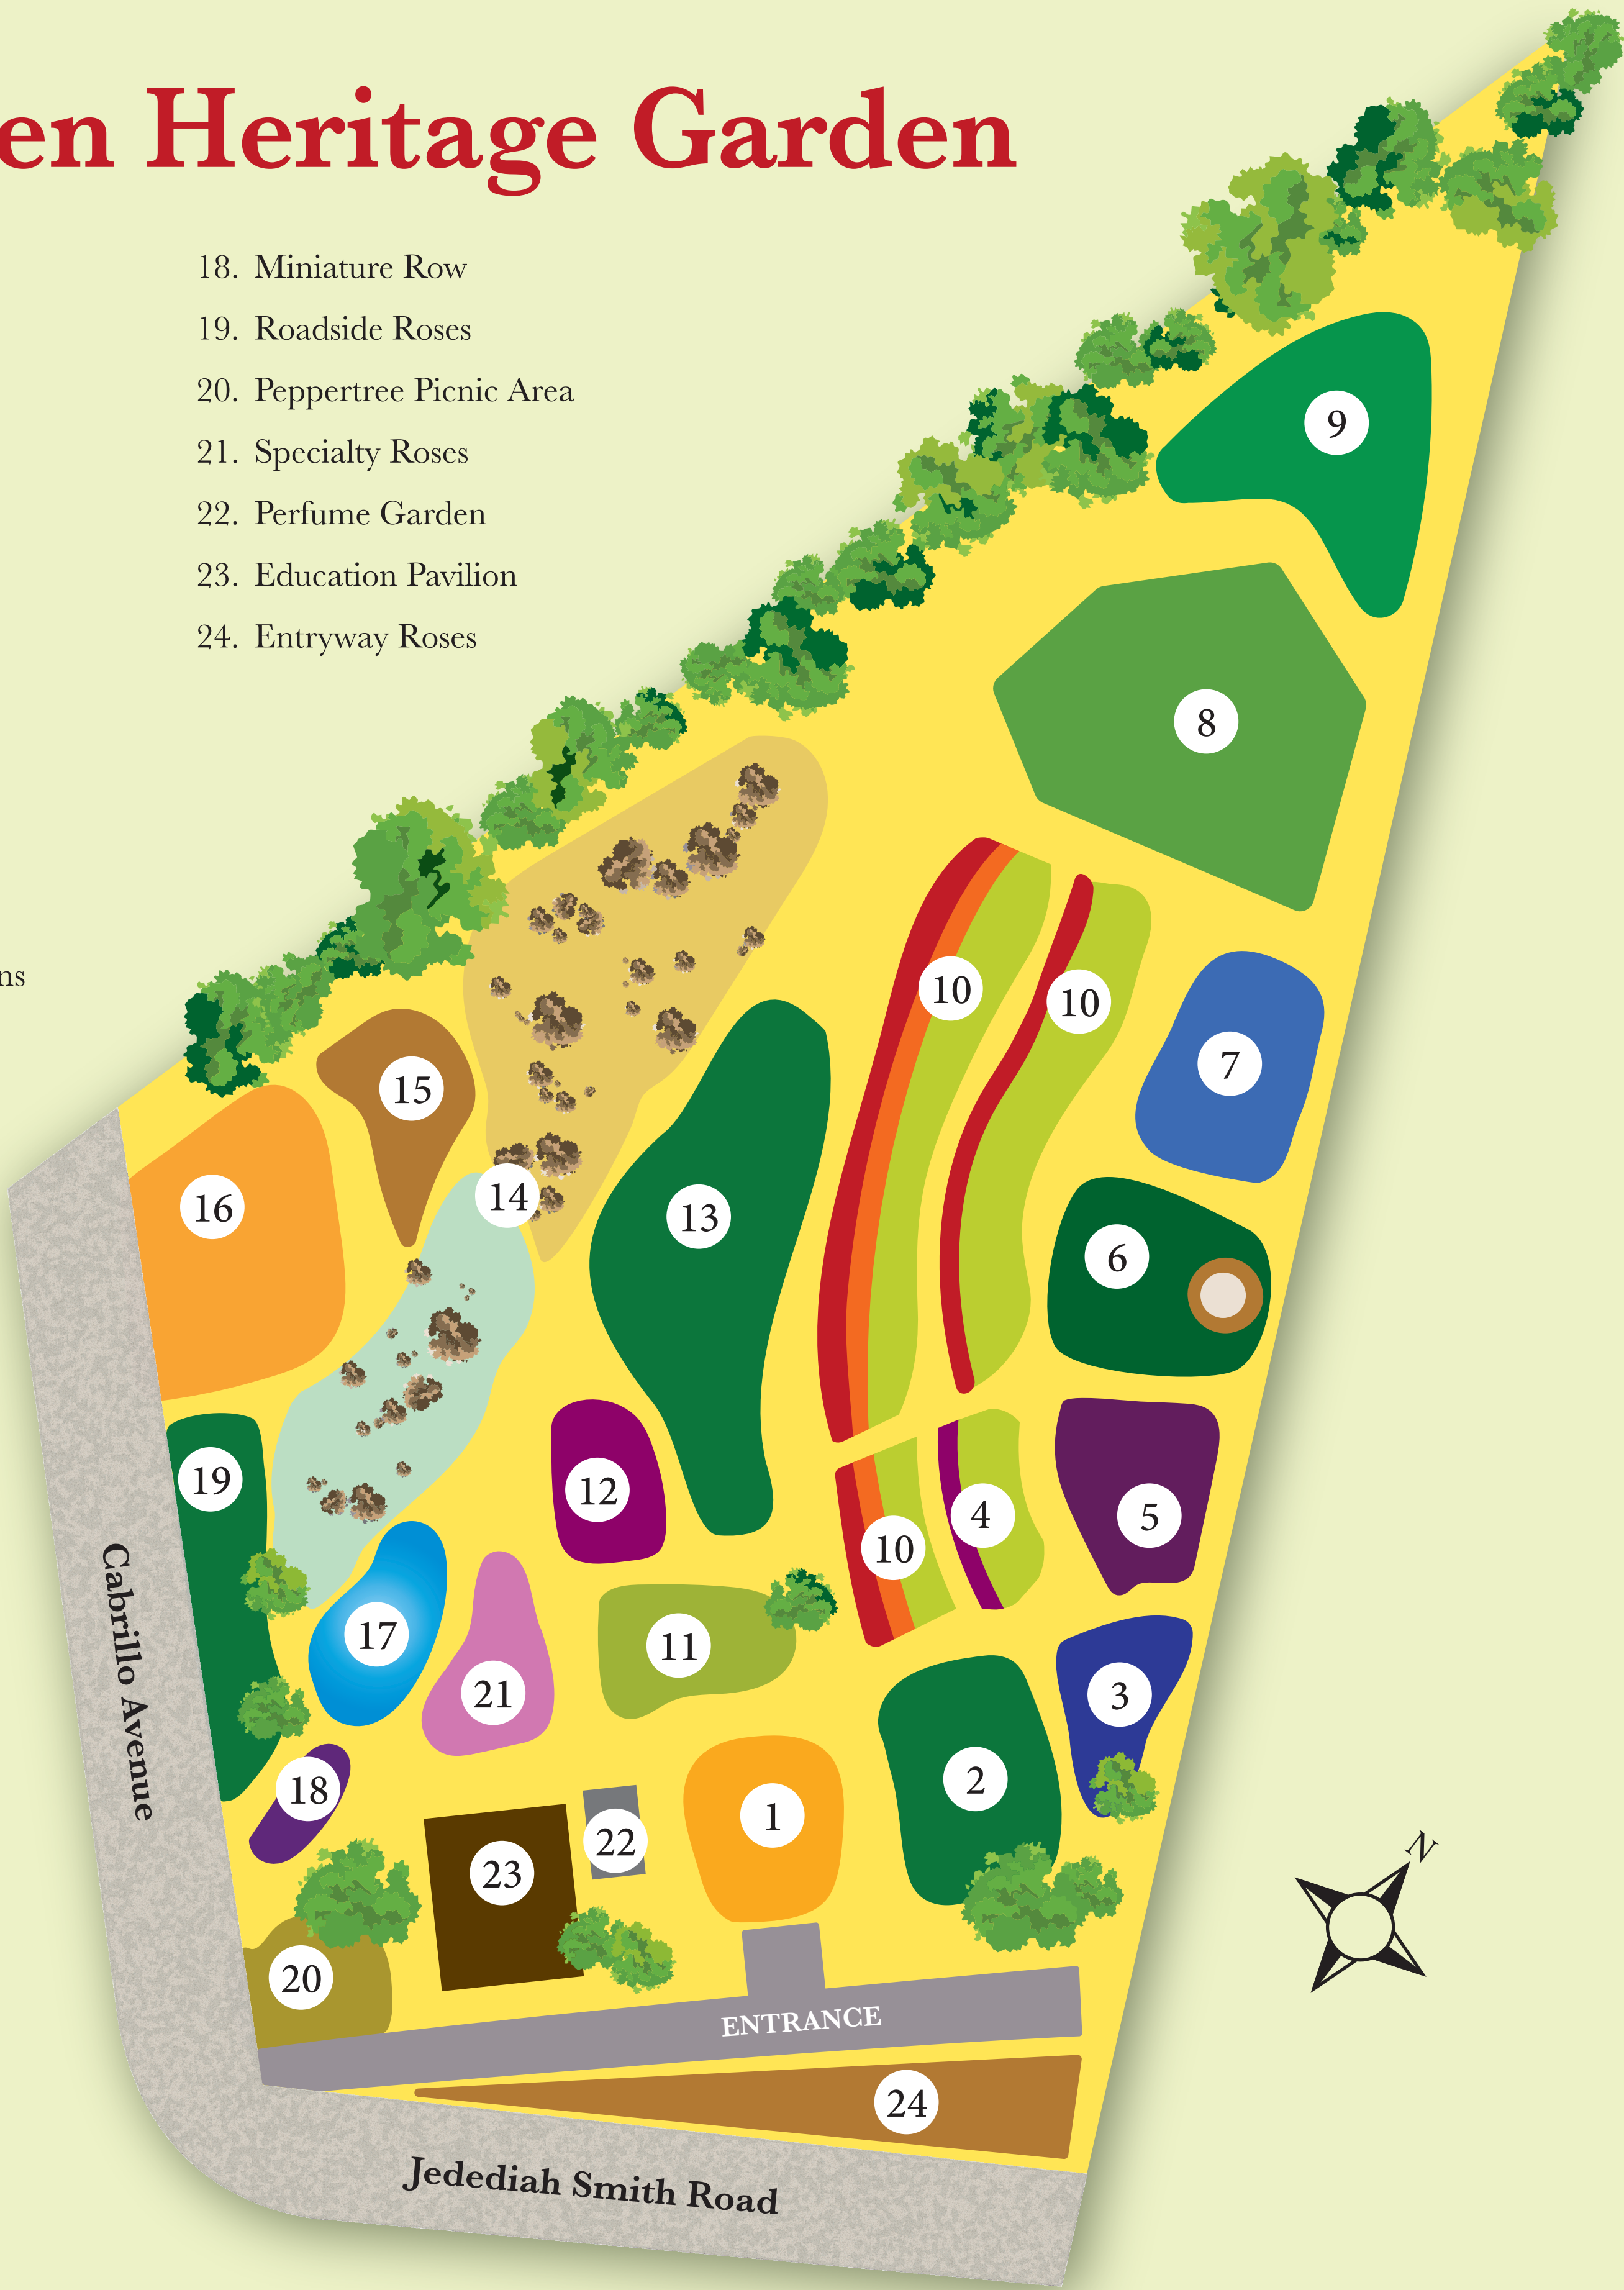 en Heritage Garden
18. Miniature Row
19. Roadside Roses
20. Peppertree Picnic Area
21. Specialty Roses
22. Perfume Garden
23. Education Pavilion
24. Entryway Roses
ns
9
8
10
10
7
15
14
16
13
6
19
12
4
5
10
17
11
21
3
18
2
1
22
23
N
20
ENTRANCE
24
Cabrillo Avenue
Jedediah Smith Road